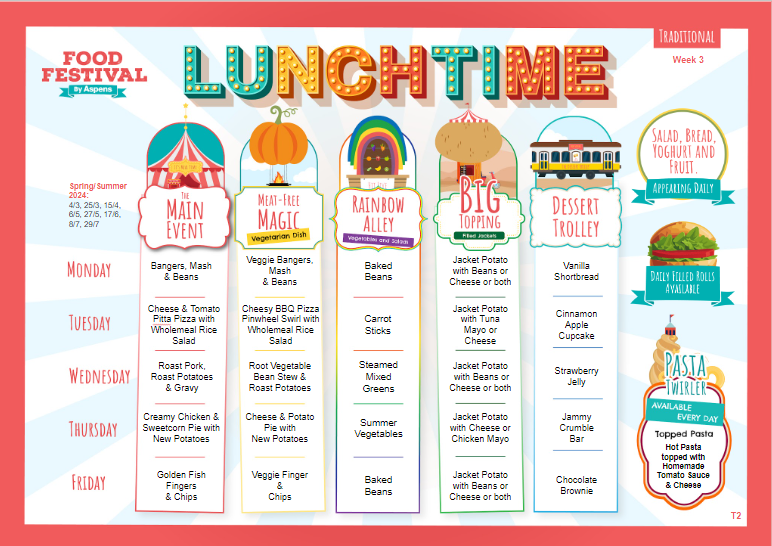 LUNCHTIME
TRADITIONAL
Week 3
FOOD
FESTIVAL
By Aspens
Spring/Summer
2024:
4/3, 25/3, 15/4,
6/5, 27/5, 17/6,
8/7, 29/7
THE
MAIN
EVENT
MEAT-FREE
MAGIC
Vegetarian Dish
RAINBOW
ALLEY
Vegetables and Salads
BIG
TOPPING
Filled Jackets
DESSERT
TROLLEY
MONDAY
Bangers, Mash
& Beans
Veggie Bangers,
Mash
& Beans
Baked
Beans
Jacket Potato
with Beans or
Cheese or both
Vanilla
Shortbread
TUESDAY
Cheese & Tomato
Pitta Pizza with
Wholemeal Rice
Salad
Cheesy BBQ Pizza
Pinwheel Swirl with
Wholemeal Rice
Salad
Carrot
Sticks
Jacket Potato
with Tuna
Mayo or
Cheese
Cinnamon
Apple
Cupcake
WEDNESDAY
Roast Pork,
Roast Potatoes
& Gravy
Root Vegetable
Bean Stew &
Roast Potatoes
Steamed
Mixed
Greens
Jacket Potato
with Beans or
Cheese or both
Strawberry
Jelly
THURSDAY
Creamy Chicken &
Sweetcorn Pie with
New Potatoes
Cheese & Potato
Pie with
New Potatoes
Summer
Vegetables
Jacket Potato
with Cheese or
Chicken Mayo
Jammy
Crumble
Bar
FRIDAY
Golden Fish
Fingers
& Chips
Veggie Finger
&
Chips
Baked
Beans
Jacket Potato
with Beans or
Cheese or both
Chocolate
Brownie
SALAD, BREAD,
YOGHURT AND
FRUIT.
APPEARING DAILY
DAILY FILLED ROLLS
AVAILABLE
PASTA
TWIRLER
AVAILABLE
EVERY DAY
Topped Pasta
Hot Pasta
topped with
Homemade
Tomato Sauce
& Cheese
T2